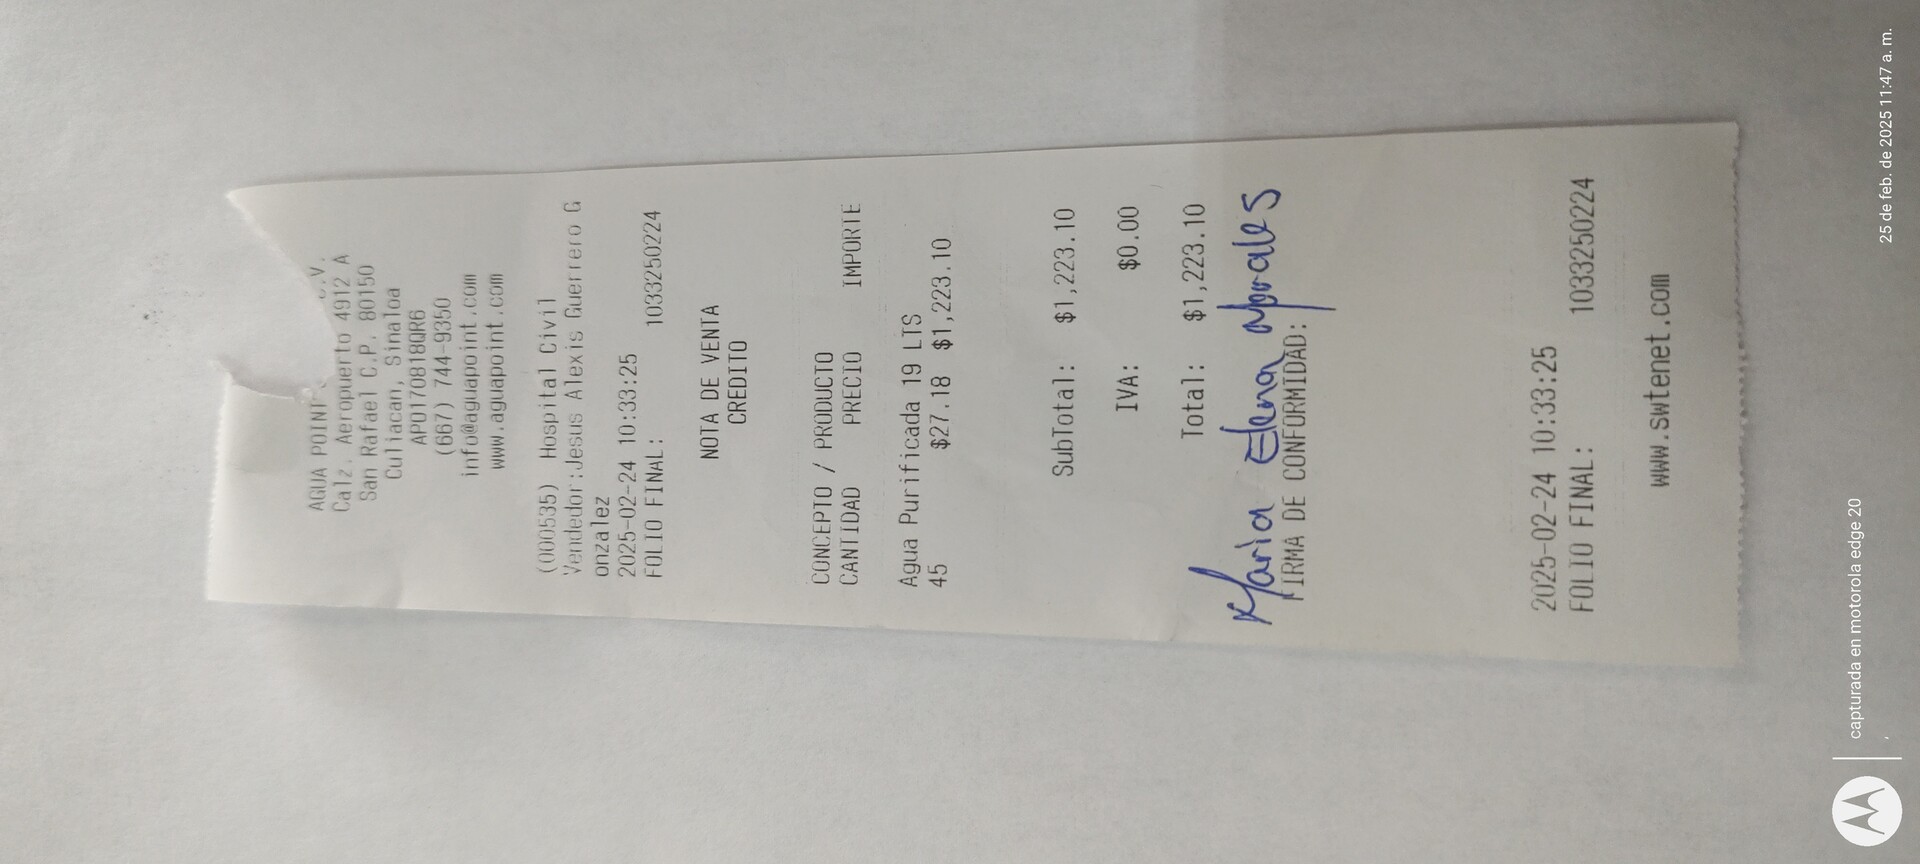 AGUA POINT .V.
Calz. Aeropuerto 4912 A
San Rafael C.P. 80150
Culiacan, Sinaloa
APO170818QR6
(667) 744-9350
info@aguapoint.com
www.aguapoint.com
(000535) Hospital Civil
Vendedor:Jesus Alexis Guerrero G
onzalez
2025-02-24 10:33:25
FOLIO FINAL: 1033250224
NOTA DE VENTA
CREDITO
CONCEPTO / PRODUCTO
CANTIDAD PRECIO IMPORTE
Agua Purificada 19 LTS
45 $27.18 $1,223.10
SubTotal: $1,223.10
IVA: $0.00
Total: $1,223.10
Maria Elena Morales
FIRMA DE CONFORMIDAD:
2025-02-24 10:33:25
FOLIO FINAL: 1033250224
www.swtenet.com
capturada en motorola edge 20
25 de feb. de 2025 11:47 a. m.